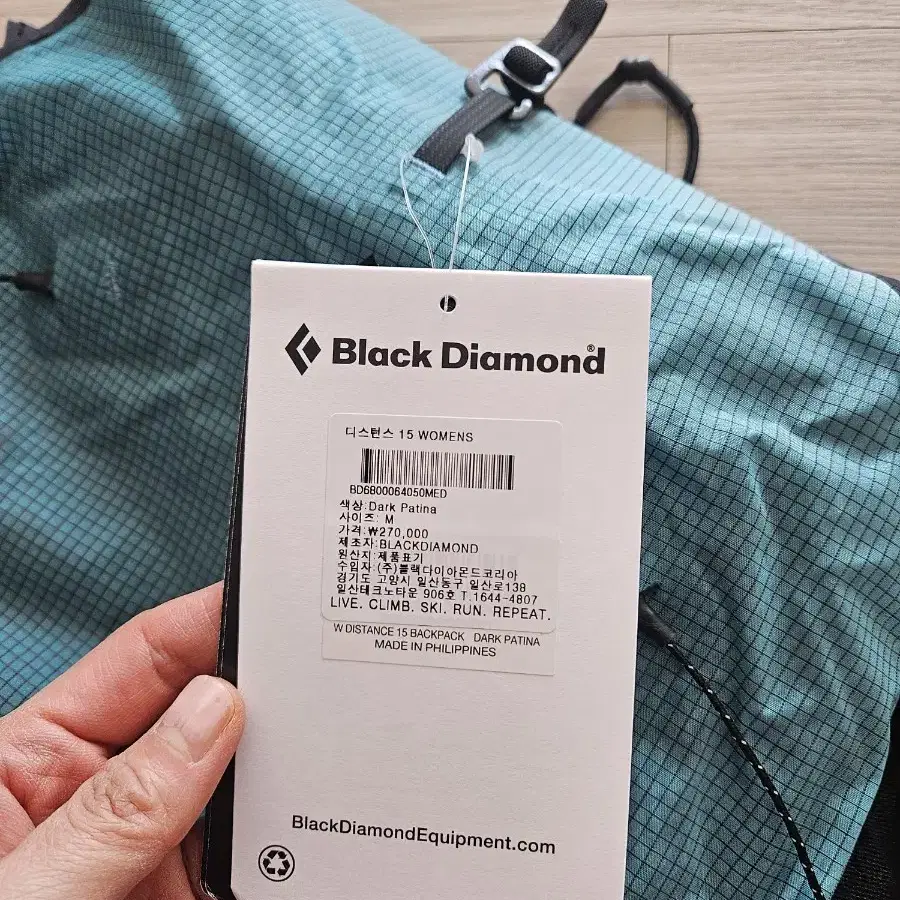 Black Diamond®
디스턴스 15 WOMENS
BD6800064050MED
색상:Dark Patina
사이즈: M
가격:₩270,000
제조자:BLACKDIAMOND
원산지:제품표기
수입자:(주)블랙다이아몬드코리아
경기도 고양시 일산동구 일산로138
일산테크노타운 906호 T.1644-4807
LIVE. CLIMB. SKI. RUN. REPEAT.
W DISTANCE 15 BACKPACK DARK PATINA
MADE IN PHILIPPINES
BlackDiamondEquipment.com